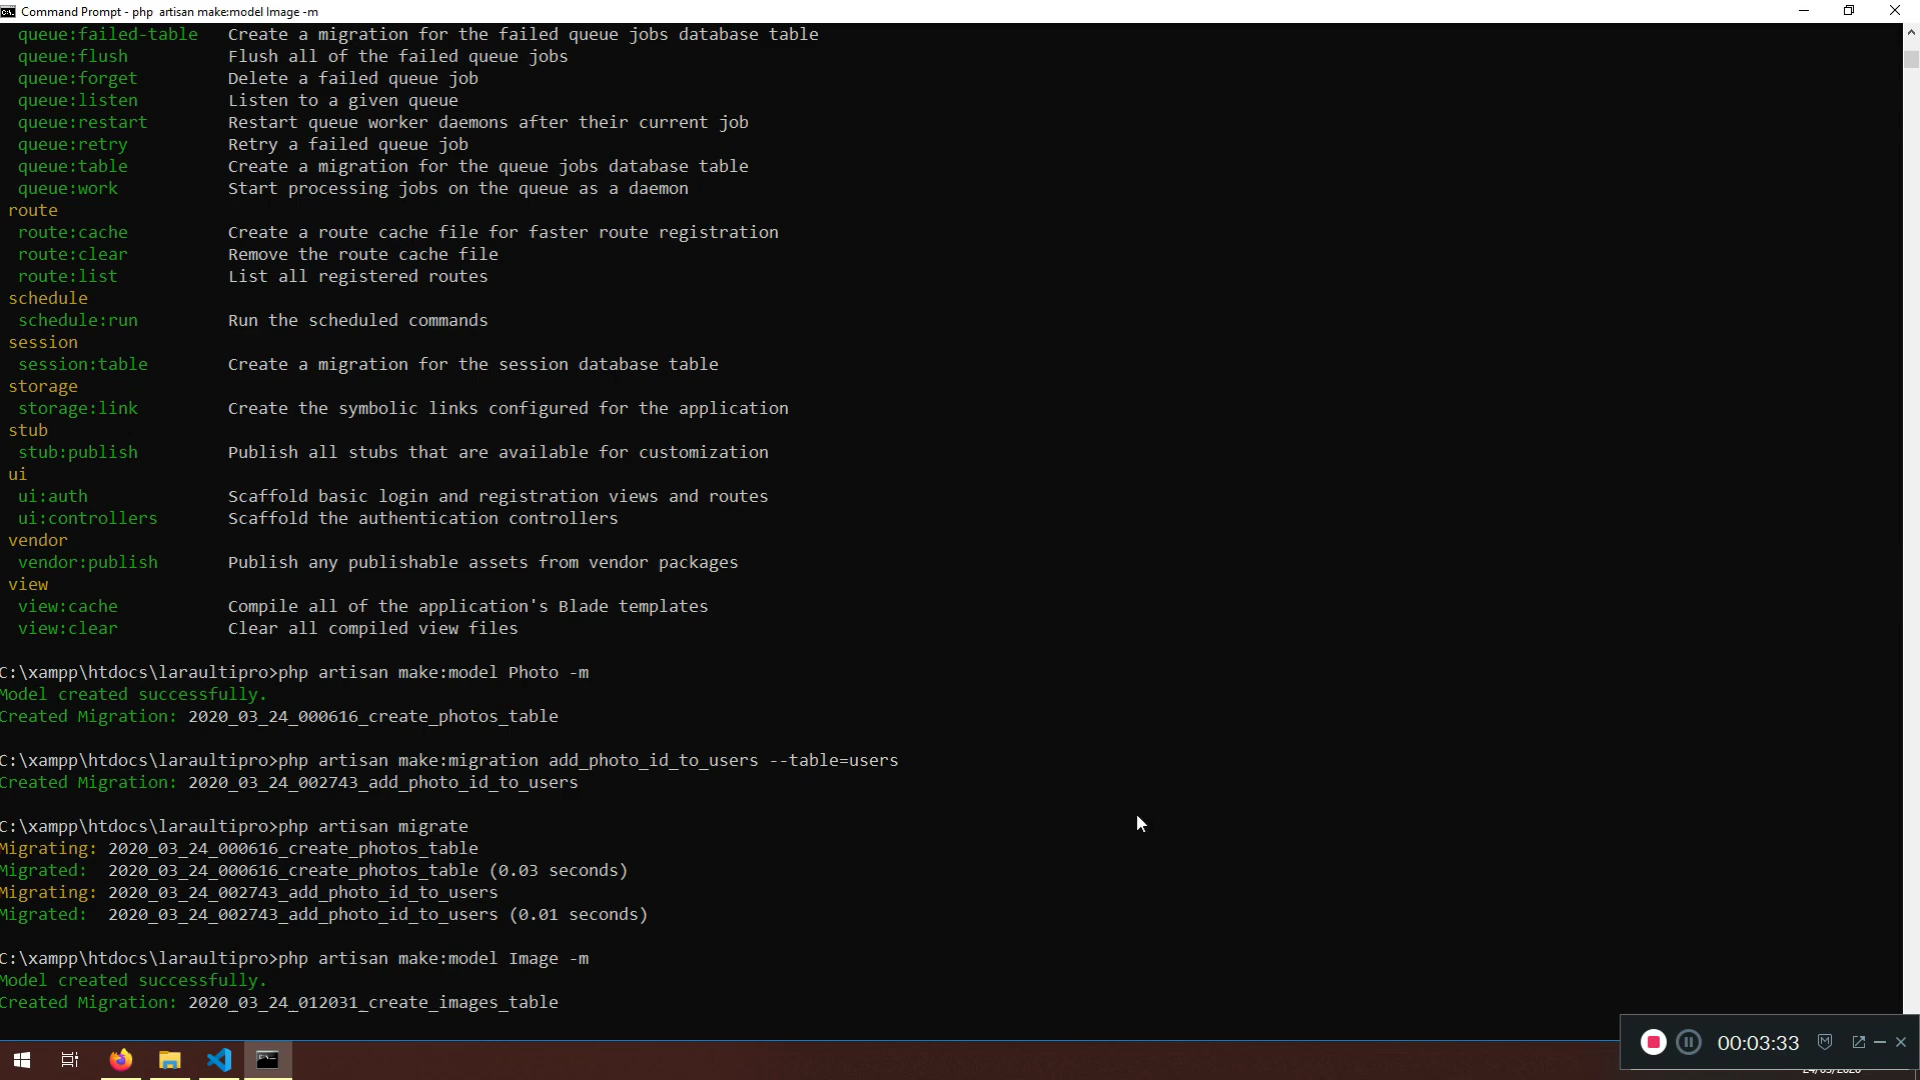 Command Prompt - php  artisan make:model Image -m
queue:failed-table   Create a migration for the failed queue jobs database table
queue:flush          Flush all of the failed queue jobs
queue:forget         Delete a failed queue job
queue:listen         Listen to a given queue
queue:restart        Restart queue worker daemons after their current job
queue:retry          Retry a failed queue job
queue:table          Create a migration for the queue jobs database table
queue:work           Start processing jobs on the queue as a daemon
route
route:cache          Create a route cache file for faster route registration
route:clear          Remove the route cache file
route:list           List all registered routes
schedule
schedule:run         Run the scheduled commands
session
session:table        Create a migration for the session database table
storage
storage:link         Create the symbolic links configured for the application
stub
stub:publish         Publish all stubs that are available for customization
ui
ui:auth              Scaffold basic login and registration views and routes
ui:controllers       Scaffold the authentication controllers
vendor
vendor:publish       Publish any publishable assets from vendor packages
view
view:cache           Compile all of the application's Blade templates
view:clear           Clear all compiled view files
C:\xampp\htdocs\laraultipro>php artisan make:model Photo -m
Model created successfully.
Created Migration: 2020_03_24_000616_create_photos_table
C:\xampp\htdocs\laraultipro>php artisan make:migration add_photo_id_to_users --table=users
Created Migration: 2020_03_24_002743_add_photo_id_to_users
C:\xampp\htdocs\laraultipro>php artisan migrate
Migrating: 2020_03_24_000616_create_photos_table
Migrated:  2020_03_24_000616_create_photos_table (0.03 seconds)
Migrating: 2020_03_24_002743_add_photo_id_to_users
Migrated:  2020_03_24_002743_add_photo_id_to_users (0.01 seconds)
C:\xampp\htdocs\laraultipro>php artisan make:model Image -m
Model created successfully.
Created Migration: 2020_03_24_012031_create_images_table
00:03:33